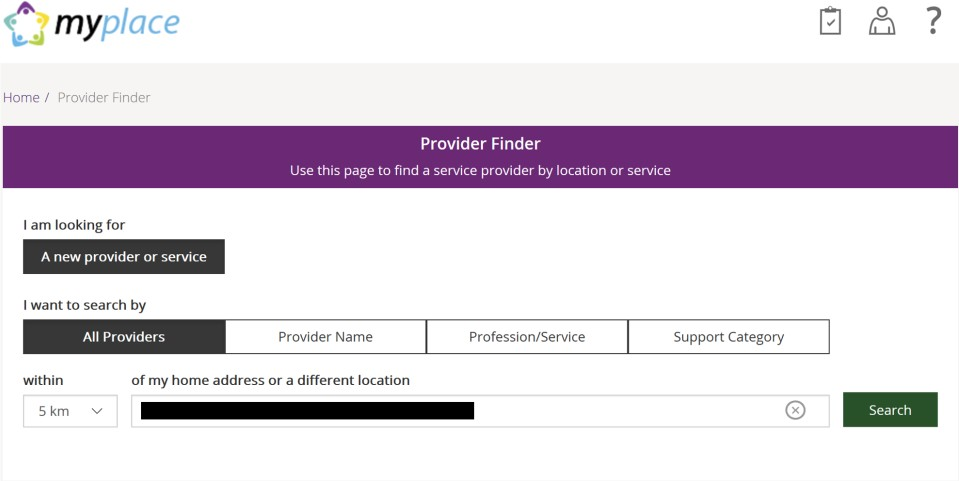 myplace
?
Home / Provider Finder
Provider Finder
Use this page to find a service provider by location or service
I am looking for
A new provider or service
I want to search by
All Providers Provider Name Profession/Service Support Category
within of my home address or a different location
5 km Search